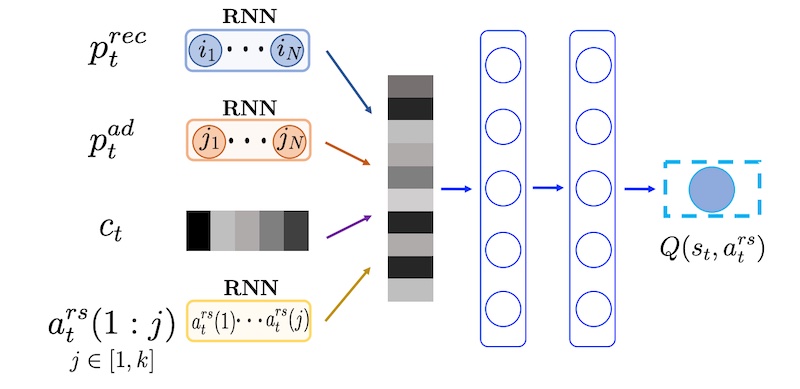 RNN
p_t^{rec} i_1 ··· i_N
RNN
p_t^{ad} j_1 ··· j_N
c_t
RNN
a_t^{rs}(1 : j) a_t^{rs}(1)···a_t^{rs}(j)
j ∈ [1, k]
Q(s_t, a_t^{rs})